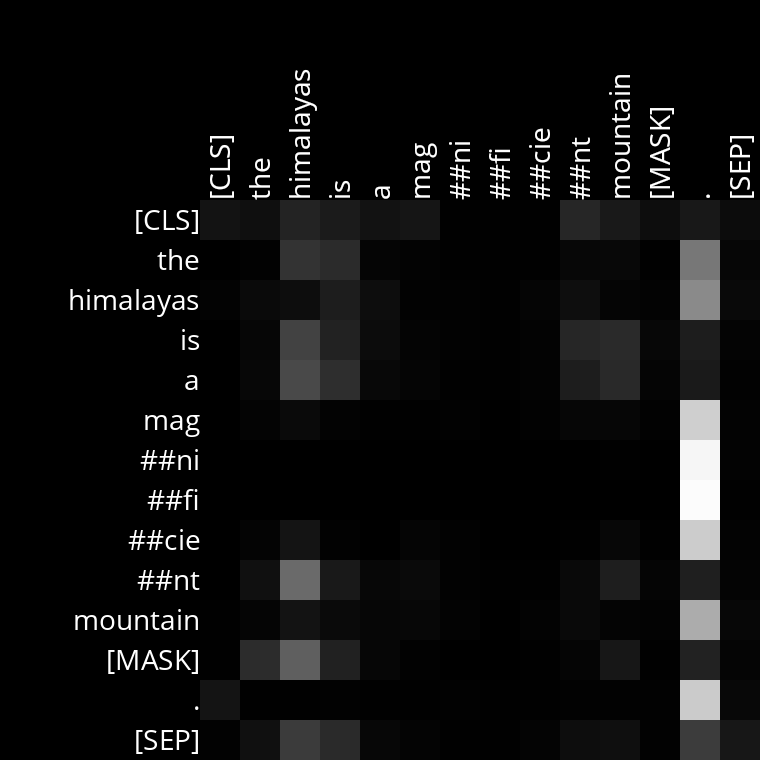 [CLS] the himalayas is a mag ##ni ##fi ##cie ##nt mountain [MASK] . [SEP]
[CLS]
the
himalayas
is
a
mag
##ni
##fi
##cie
##nt
mountain
[MASK]
.
[SEP]